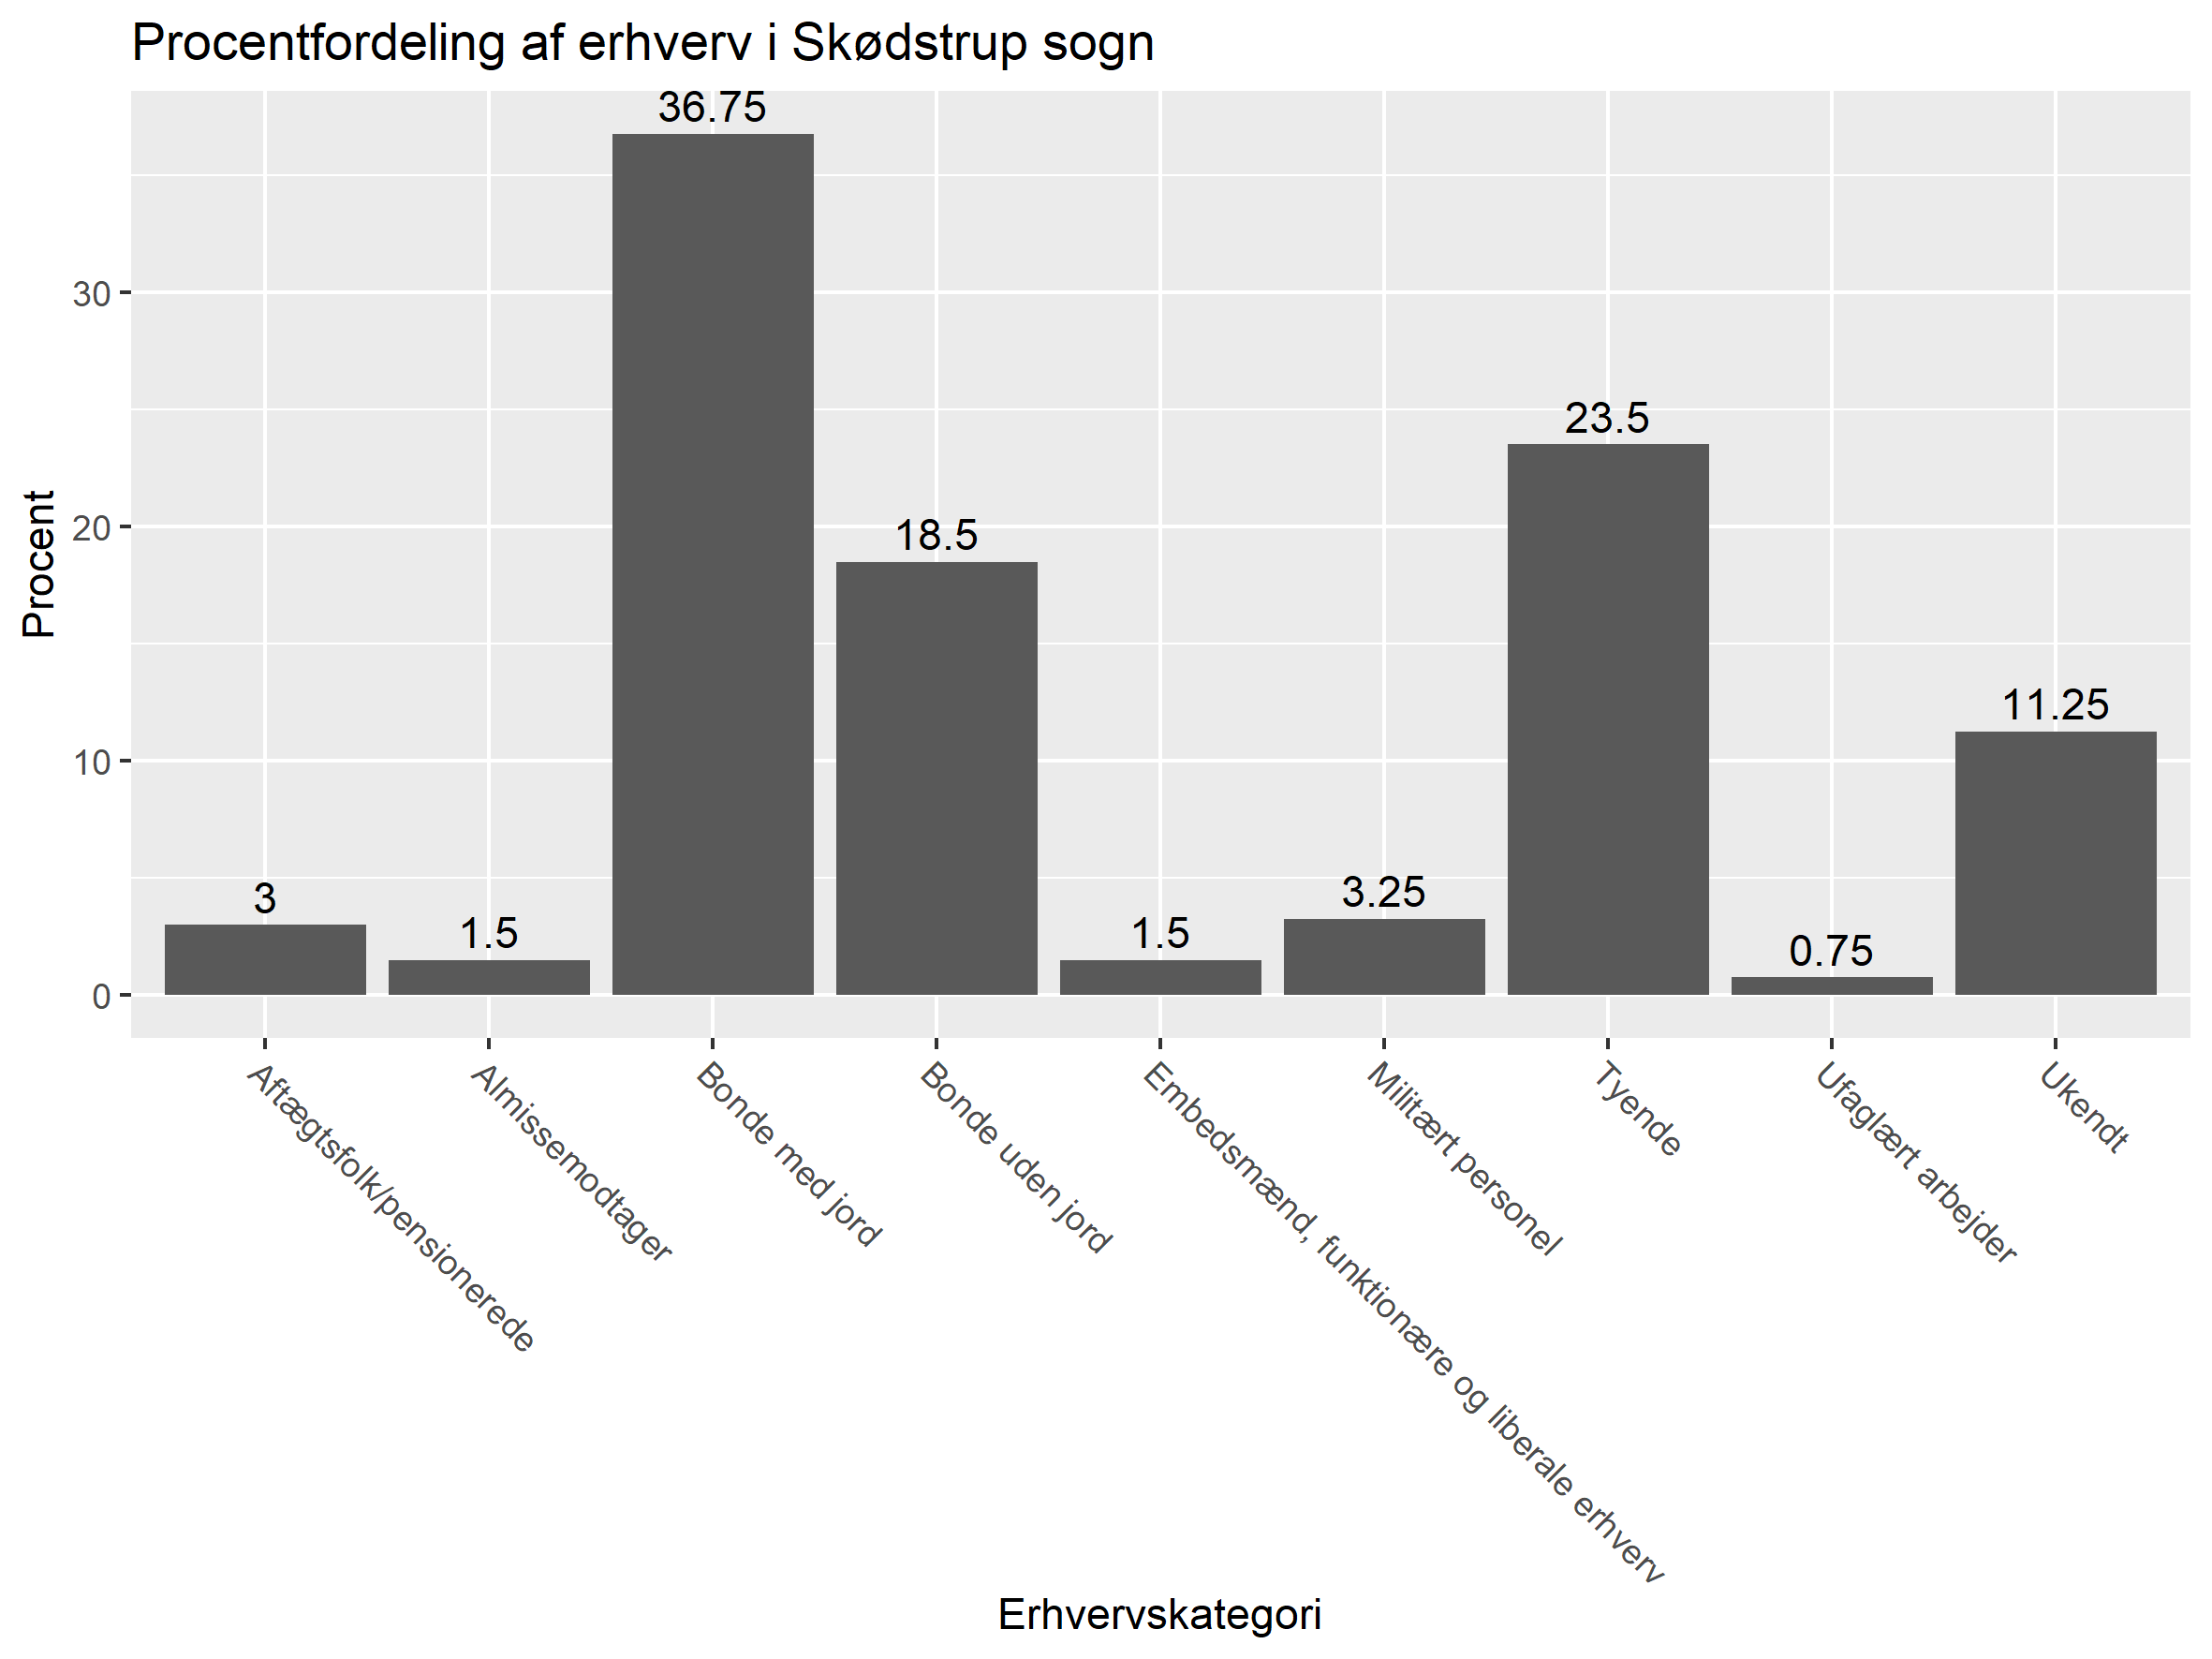 Procentfordeling af erhverv i Skødstrup sogn
Procent
30
20
10
0
3
1.5
36.75
18.5
1.5
3.25
23.5
0.75
11.25
Aftægtsfolk/pensionerede
Almissemodtager
Bonde med jord
Bonde uden jord
Embedsmænd, funktionære og liberale erhverv
Militært personel
Tyende
Ufaglært arbejder
Ukendt
Erhvervskategori